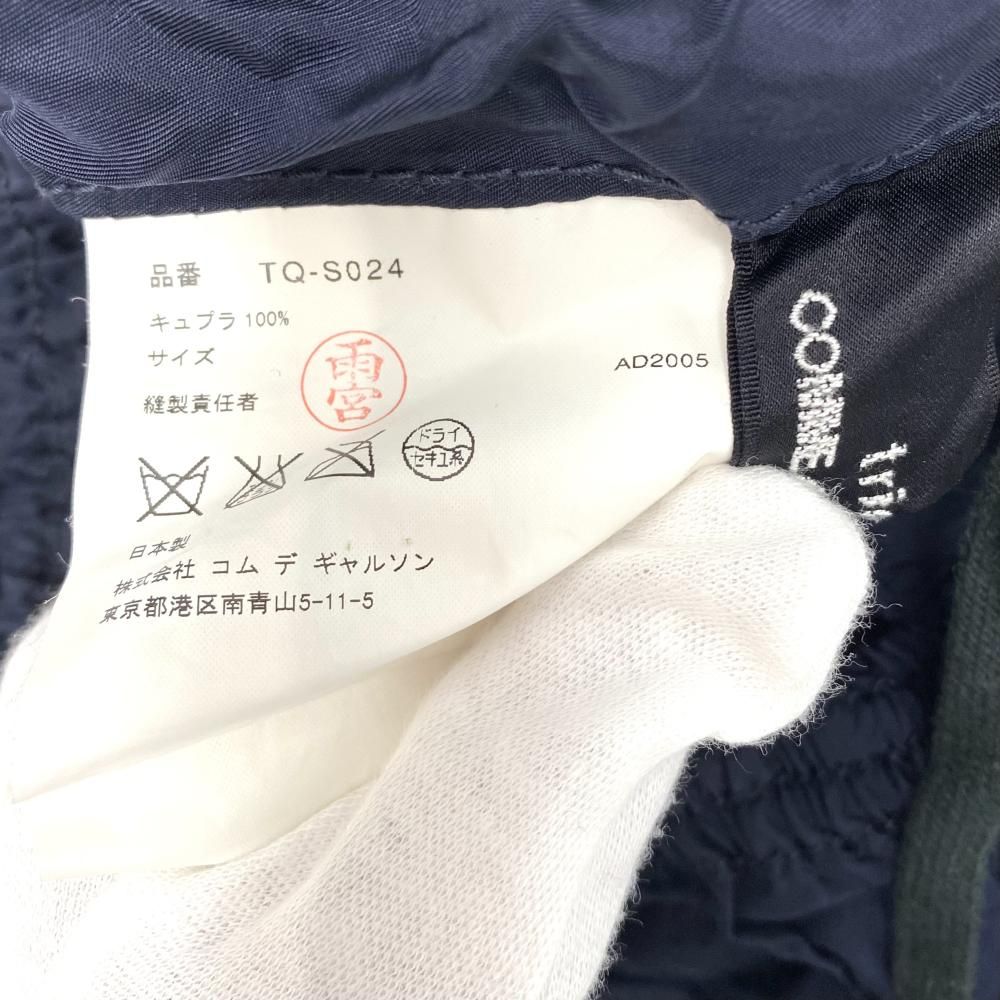 品番 TQ-S024
キュプラ 100%
サイズ
AD2005
雨宮
縫製責任者
ドライ
セキユ系
日本製
株式会社 コム デ ギャルソン
東京都港区南青山5-11-5
COMME
tri